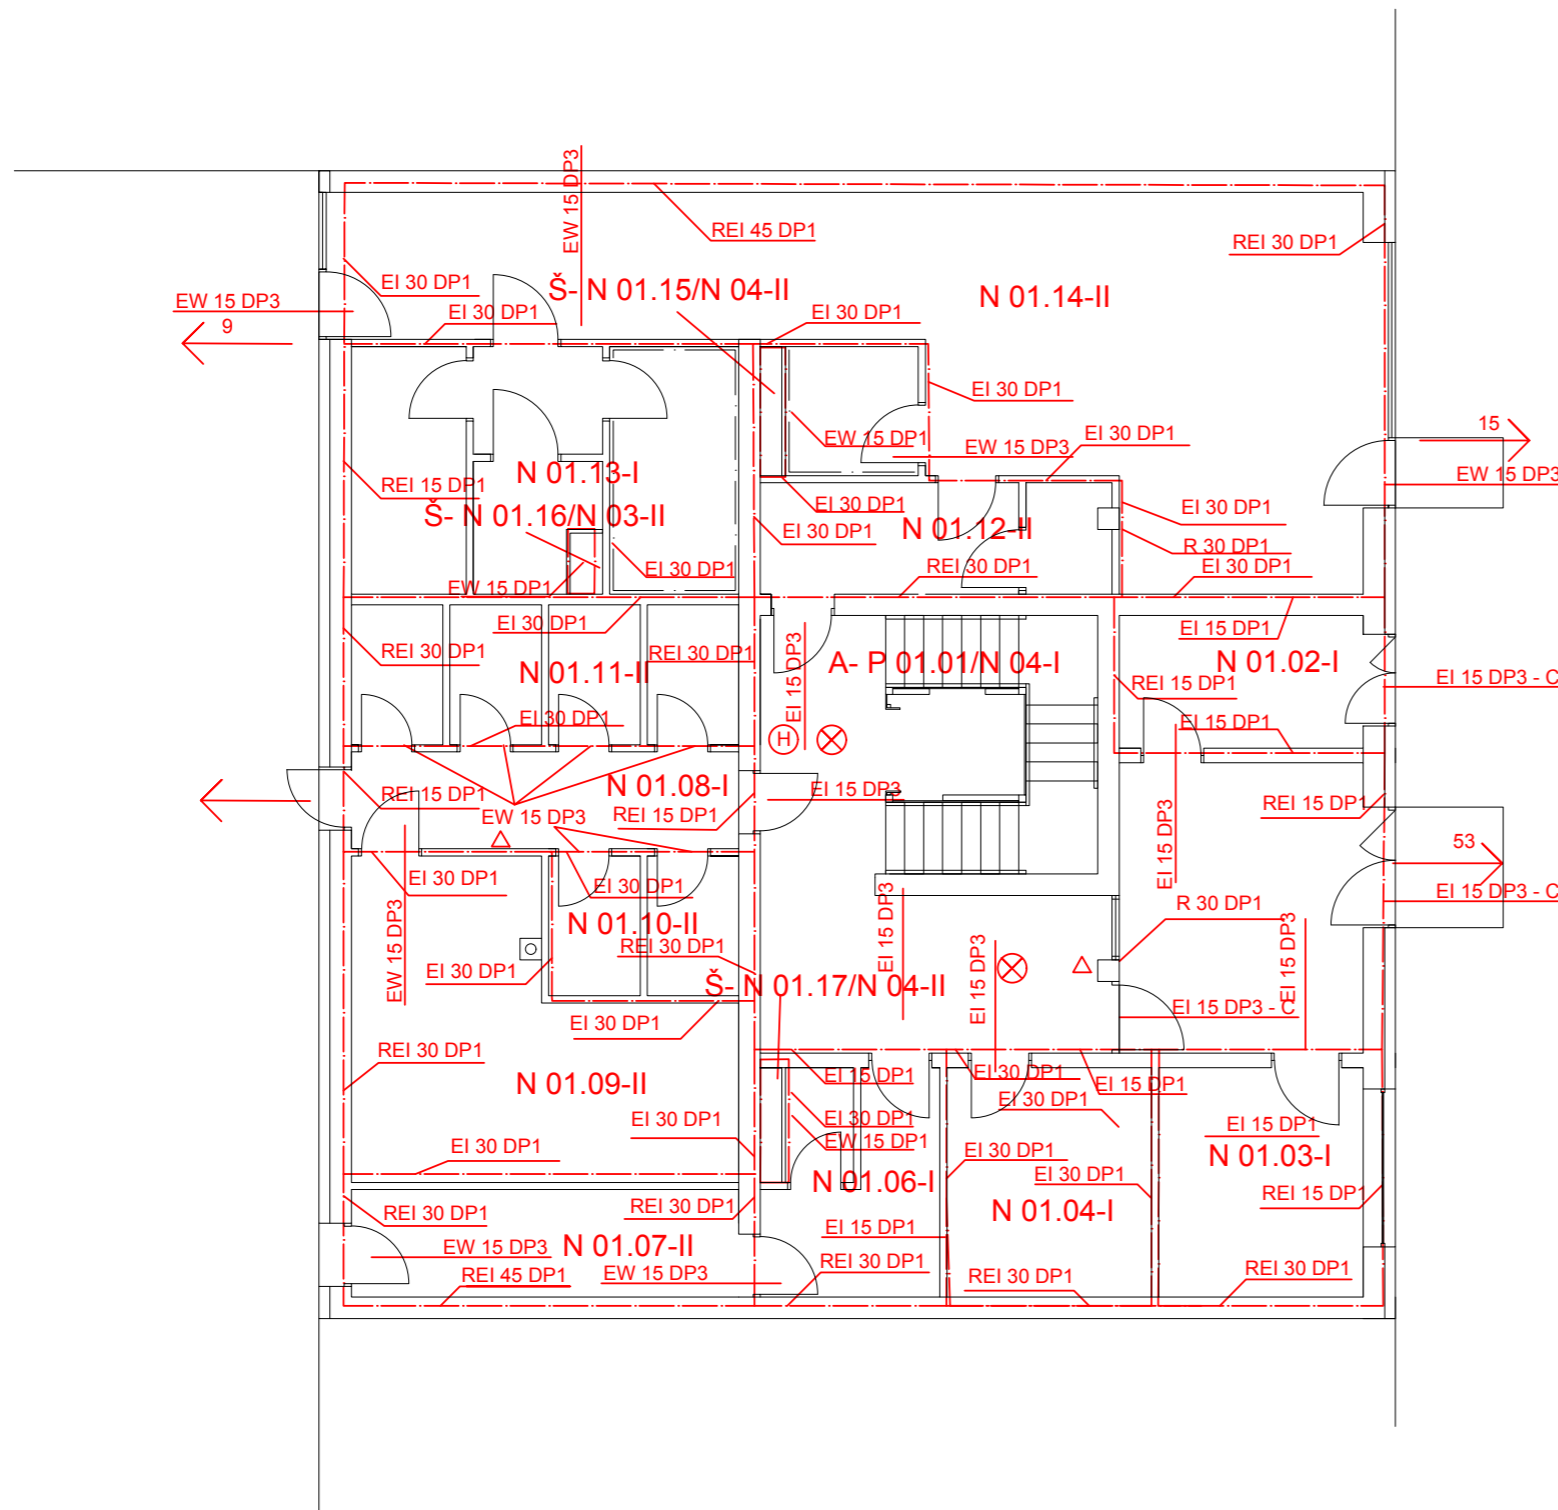 EW 15 DP3
REI 45 DP1
REI 30 DP1
EI 30 DP1
Š- N 01.15/N 04-II
N 01.14-II
EW 15 DP3
9
EI 30 DP1
EI 30 DP1
EI 30 DP1
15
EW 15 DP1
EW 15 DP3
EI 30 DP1
N 01.13-I
REI 15 DP1
EW 15 DP3
Š- N 01.16/N 03-II
EI 30 DP1
EI 30 DP1
EI 30 DP1
N 01.12-II
R 30 DP1
EW 15 DP1
EI 30 DP1
REI 30 DP1
EI 30 DP1
EI 30 DP1
EI 15 DP1
REI 30 DP1
N 01.11-II
REI 30 DP1
EI 15 DP3
A- P 01.01/N 04-I
N 01.02-I
REI 15 DP1
EI 15 DP3 - C
EI 30 DP1
EI 15 DP1
H
N 01.08-I
EI 15 DP3
REI 15 DP1
REI 15 DP1
EW 15 DP3
REI 15 DP1
EI 15 DP3
53
EI 30 DP1
EI 30 DP1
EI 15 DP3 - C
R 30 DP1
N 01.10-II
EW 15 DP3
REI 30 DP1
EI 15 DP3
EI 15 DP3
EI 15 DP3
EI 30 DP1
Š- N 01.17/N 04-II
EI 15 DP3 - C
EI 30 DP1
REI 30 DP1
N 01.09-II
EI 15 DP1
EI 30 DP1
EI 15 DP1
EI 30 DP1
EI 30 DP1
EI 30 DP1
EI 15 DP1
EW 15 DP1
EI 30 DP1
EI 30 DP1
N 01.03-I
EI 30 DP1
N 01.06-I
REI 15 DP1
REI 30 DP1
REI 30 DP1
N 01.04-I
EI 15 DP1
EW 15 DP3
N 01.07-II
REI 45 DP1
EW 15 DP3
REI 30 DP1
REI 30 DP1
REI 30 DP1